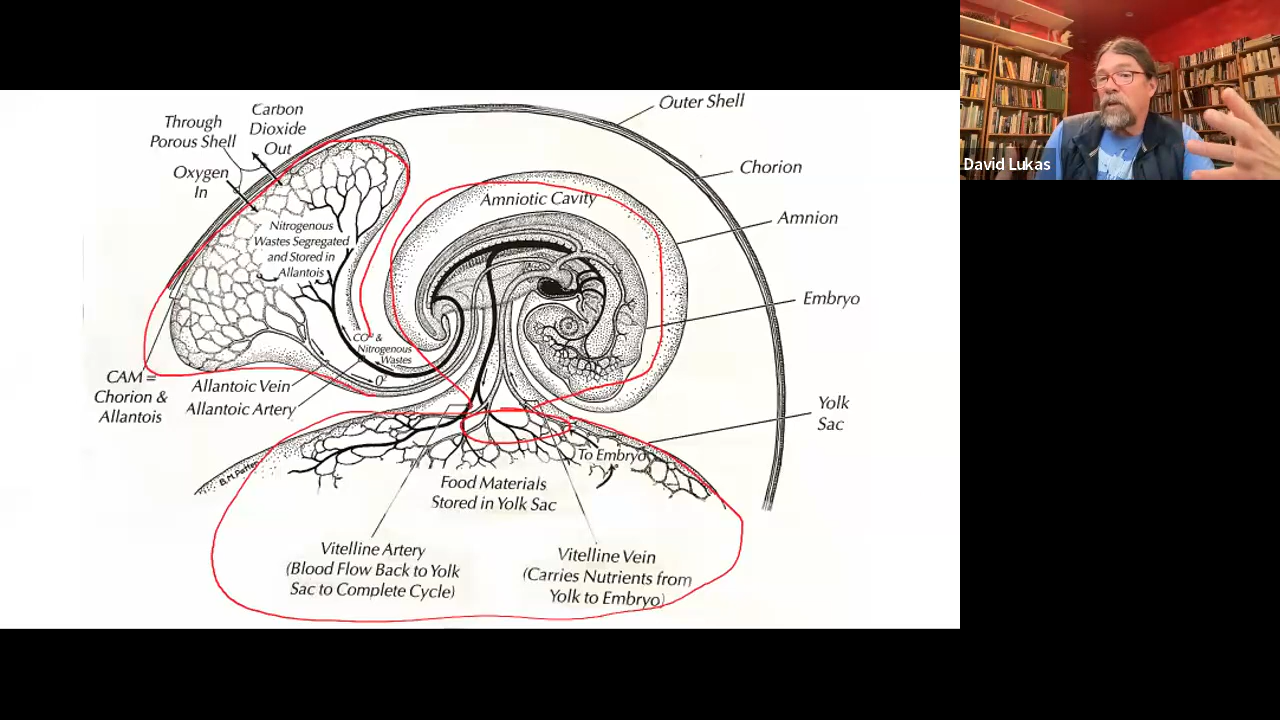 Outer Shell
Chorion
Amnion
Embryo
Yolk
Sac
Carbon
Dioxide
Out
Through
Porous Shell
Oxygen
In
Amniotic Cavity
Nitrogenous
Wastes Segregated
and Stored in
Allantois
CO² &
Nitrogenous
Wastes
O²
CAM =
Chorion &
Allantois
Allantoic Vein
Allantoic Artery
B.M. Patten
To Embryo
Food Materials
Stored in Yolk Sac
Vitelline Artery
(Blood Flow Back to Yolk
Sac to Complete Cycle)
Vitelline Vein
(Carries Nutrients from
Yolk to Embryo)
David Lukas